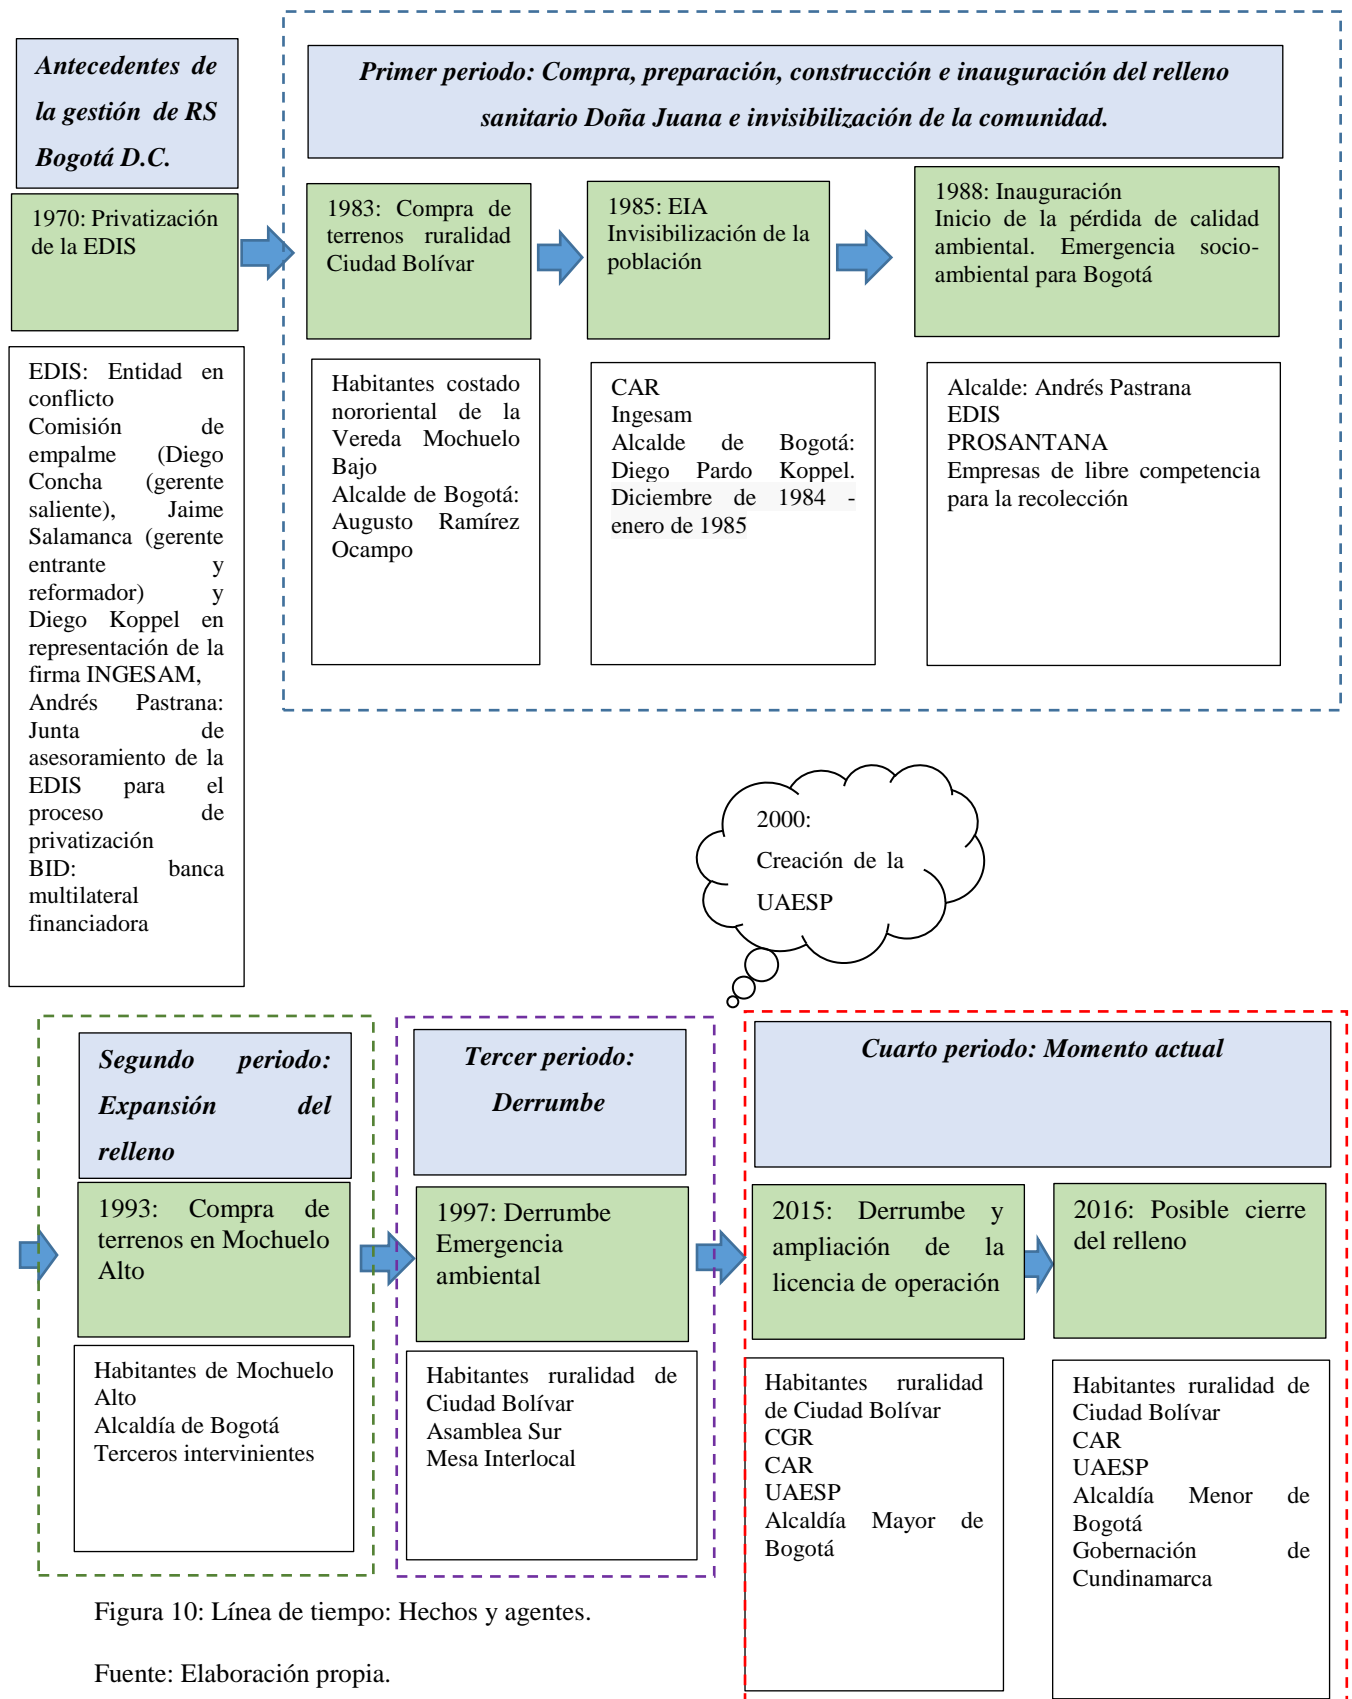 Antecedentes de
la gestión de RS
Bogotá D.C.
1970: Privatización
de la EDIS
EDIS: Entidad en
conflicto
Comisión de
empalme (Diego
Concha (gerente
saliente), Jaime
Salamanca (gerente
entrante y
reformador) y
Diego Koppel en
representación de la
firma INGESAM,
Andrés Pastrana:
Junta de
asesoramiento de la
EDIS para el
proceso de
privatización
BID: banca
multilateral
financiadora
Primer periodo: Compra, preparación, construcción e inauguración del relleno
sanitario Doña Juana e invisibilización de la comunidad.
1983: Compra de
terrenos ruralidad
Ciudad Bolívar
Habitantes costado
nororiental de la
Vereda Mochuelo
Bajo
Alcalde de Bogotá:
Augusto Ramírez
Ocampo
1985: EIA
Invisibilización de la
población
CAR
Ingesam
Alcalde de Bogotá:
Diego Pardo Koppel.
Diciembre de 1984 -
enero de 1985
1988: Inauguración
Inicio de la pérdida de calidad
ambiental. Emergencia socio-
ambiental para Bogotá
Alcalde: Andrés Pastrana
EDIS
PROSANTANA
Empresas de libre competencia
para la recolección
2000:
Creación de la
UAESP
Segundo periodo:
Expansión del
relleno
1993: Compra de
terrenos en Mochuelo
Alto
Habitantes de Mochuelo
Alto
Alcaldía de Bogotá
Terceros intervinientes
Tercer periodo:
Derrumbe
1997: Derrumbe
Emergencia
ambiental
Habitantes ruralidad de
Ciudad Bolívar
Asamblea Sur
Mesa Interlocal
Cuarto periodo: Momento actual
2015: Derrumbe y
ampliación de la
licencia de operación
Habitantes ruralidad
de Ciudad Bolívar
CGR
CAR
UAESP
Alcaldía Mayor de
Bogotá
2016: Posible cierre
del relleno
Habitantes ruralidad de
Ciudad Bolívar
CAR
UAESP
Alcaldía Menor de
Bogotá
Gobernación de
Cundinamarca
Figura 10: Línea de tiempo: Hechos y agentes.
Fuente: Elaboración propia.